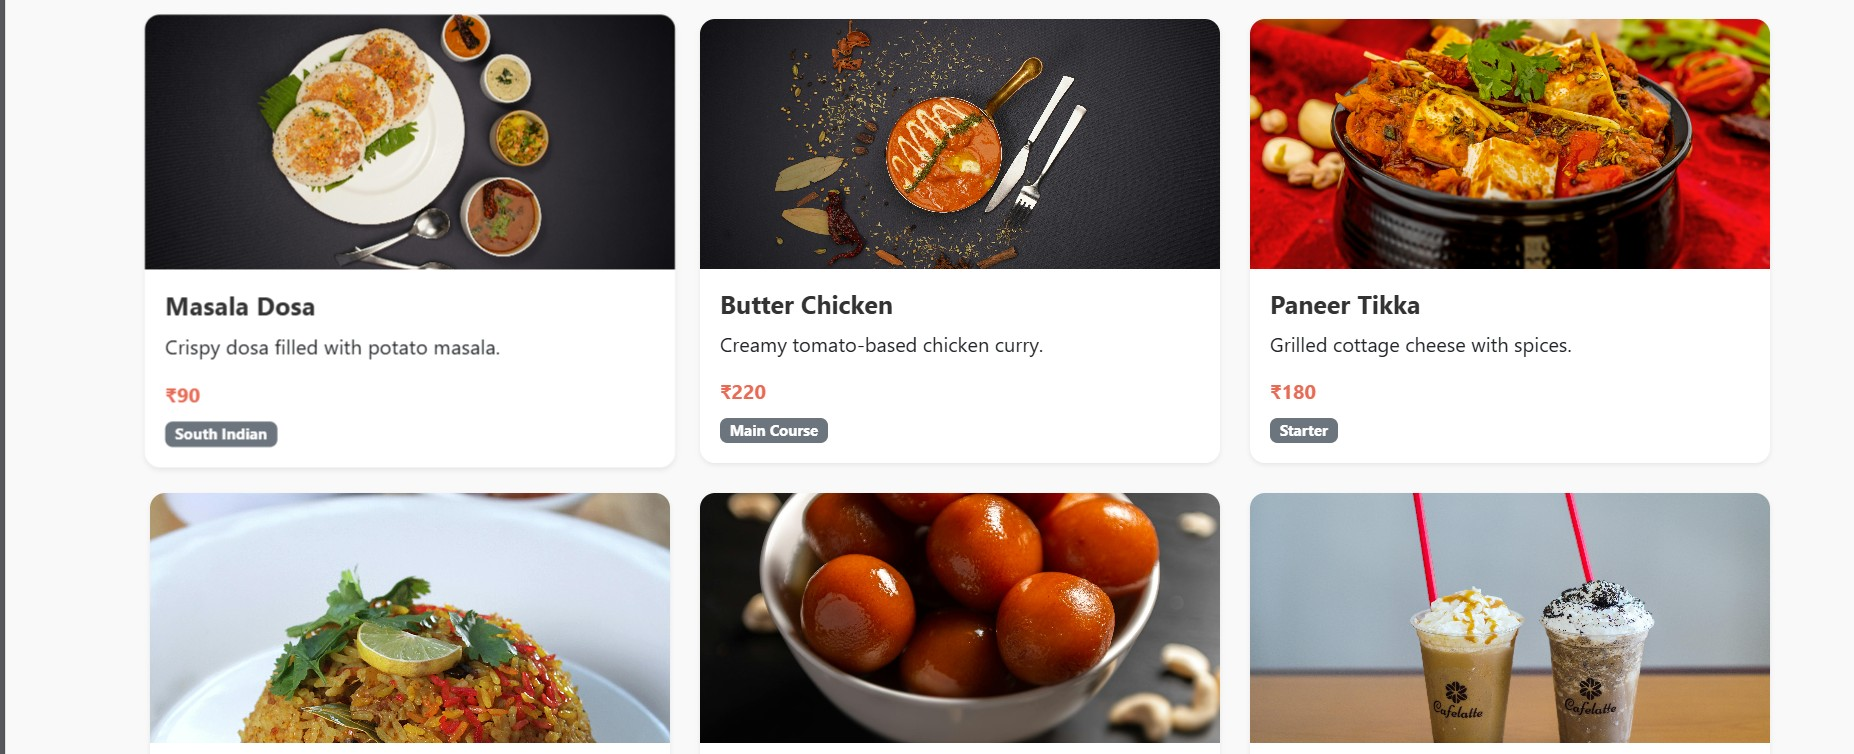 Masala Dosa
Crispy dosa filled with potato masala.
₹90
South Indian
Butter Chicken
Creamy tomato-based chicken curry.
₹220
Main Course
Paneer Tikka
Grilled cottage cheese with spices.
₹180
Starter
Cafelatte
Cafelatte